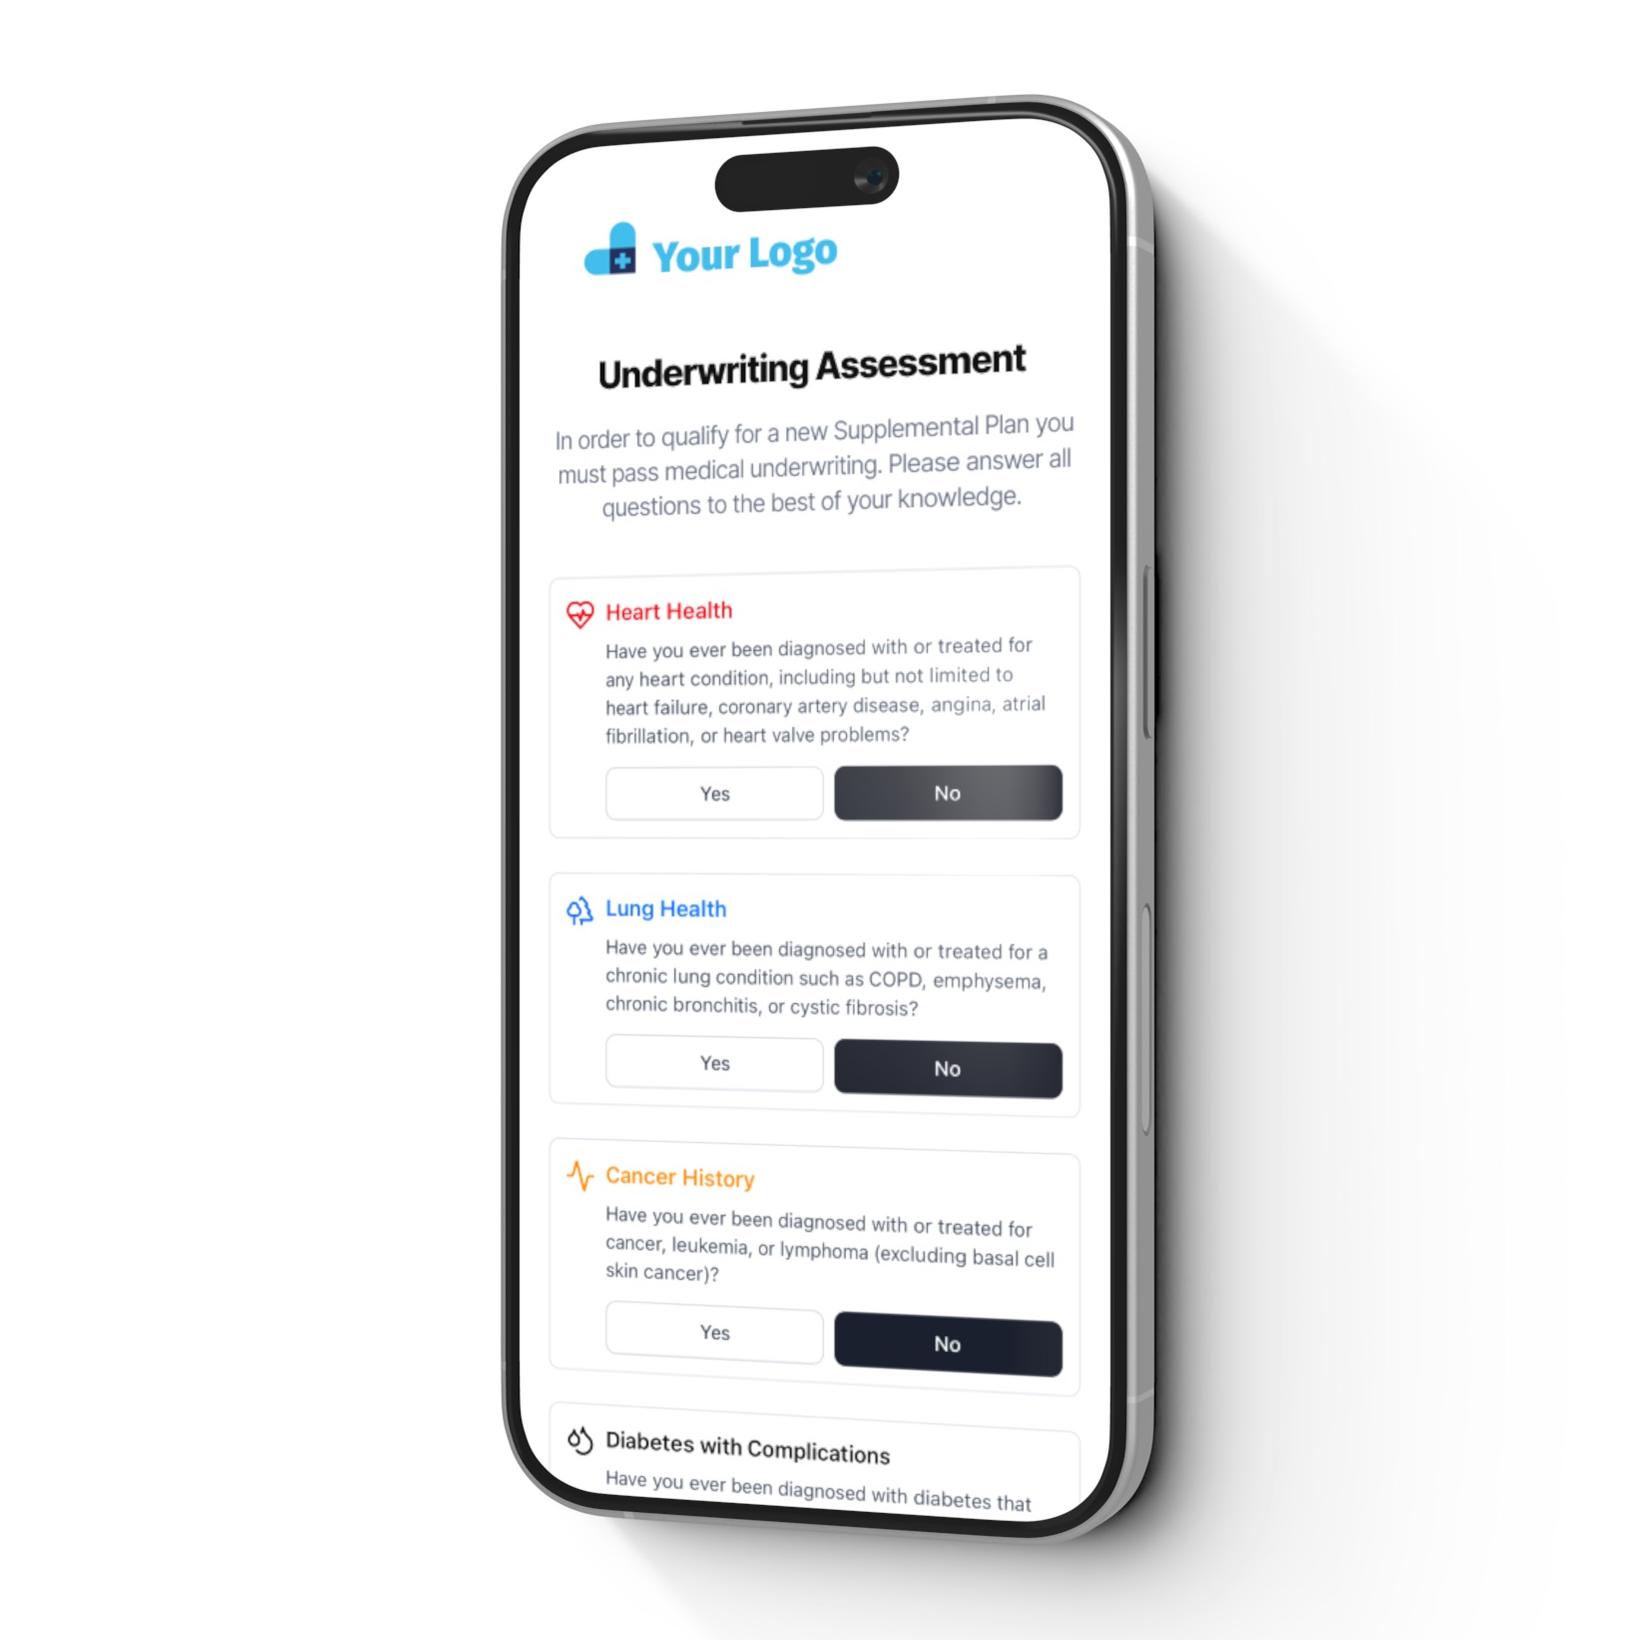 Your Logo
Underwriting Assessment
In order to qualify for a new Supplemental Plan you
must pass medical underwriting. Please answer all
questions to the best of your knowledge.
Heart Health
Have you ever been diagnosed with or treated for
any heart condition, including but not limited to
heart failure, coronary artery disease, angina, atrial
fibrillation, or heart valve problems?
Yes No
Lung Health
Have you ever been diagnosed with or treated for a
chronic lung condition such as COPD, emphysema,
chronic bronchitis, or cystic fibrosis?
Yes No
Cancer History
Have you ever been diagnosed with or treated for
cancer, leukemia, or lymphoma (excluding basal cell
skin cancer)?
Yes No
Diabetes with Complications
Have you ever been diagnosed with diabetes that